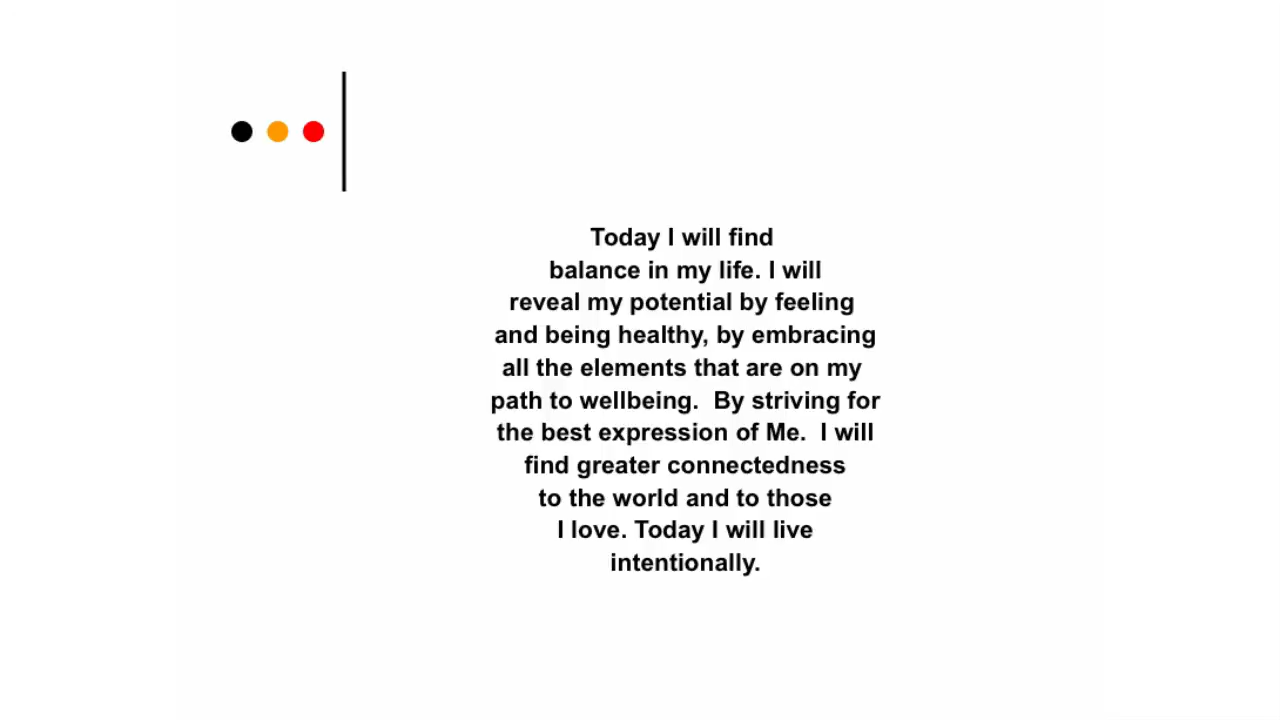 Today I will find
balance in my life. I will
reveal my potential by feeling
and being healthy, by embracing
all the elements that are on my
path to wellbeing.  By striving for
the best expression of Me.  I will
find greater connectedness
to the world and to those
I love. Today I will live
intentionally.